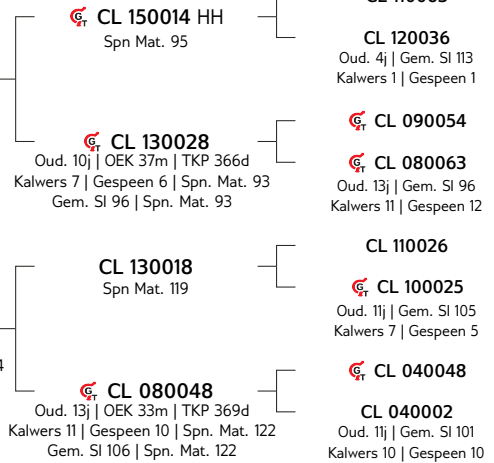 CL 150014 HH
Spn Mat. 95
CL 130028
Oud. 10j | OEK 37m | TKP 366d
Kalwers 7 | Gespeen 6 | Spn. Mat. 93
Gem. SI 96 | Spn. Mat. 93
CL 130018
Spn Mat. 119
CL 080048
Oud. 13j | OEK 33m | TKP 369d
Kalwers 11 | Gespeen 10 | Spn. Mat. 122
Gem. SI 106 | Spn. Mat. 122
CL 120036
Oud. 4j | Gem. SI 113
Kalwers 1 | Gespeen 1
CL 090054
CL 080063
Oud. 13j | Gem. SI 96
Kalwers 11 | Gespeen 12
CL 110026
CL 100025
Oud. 11j | Gem. SI 105
Kalwers 7 | Gespeen 5
CL 040048
CL 040002
Oud. 11j | Gem. SI 101
Kalwers 10 | Gespeen 10